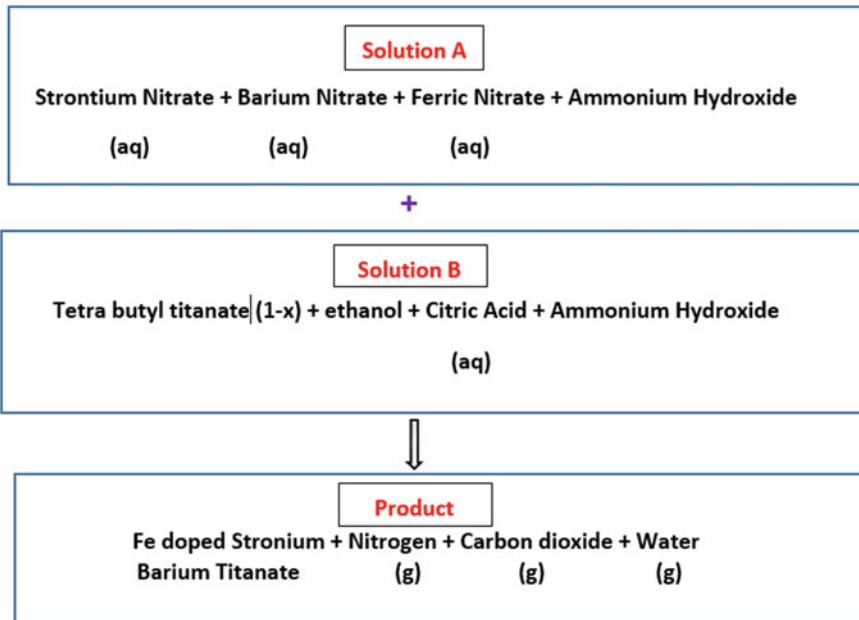 Solution A
Strontium Nitrate + Barium Nitrate + Ferric Nitrate + Ammonium Hydroxide
(aq) (aq) (aq)
+
Solution B
Tetra butyl titanate|(1-x) + ethanol + Citric Acid + Ammonium Hydroxide
(aq)
Product
Fe doped Stronium + Nitrogen + Carbon dioxide + Water
Barium Titanate (g) (g) (g)